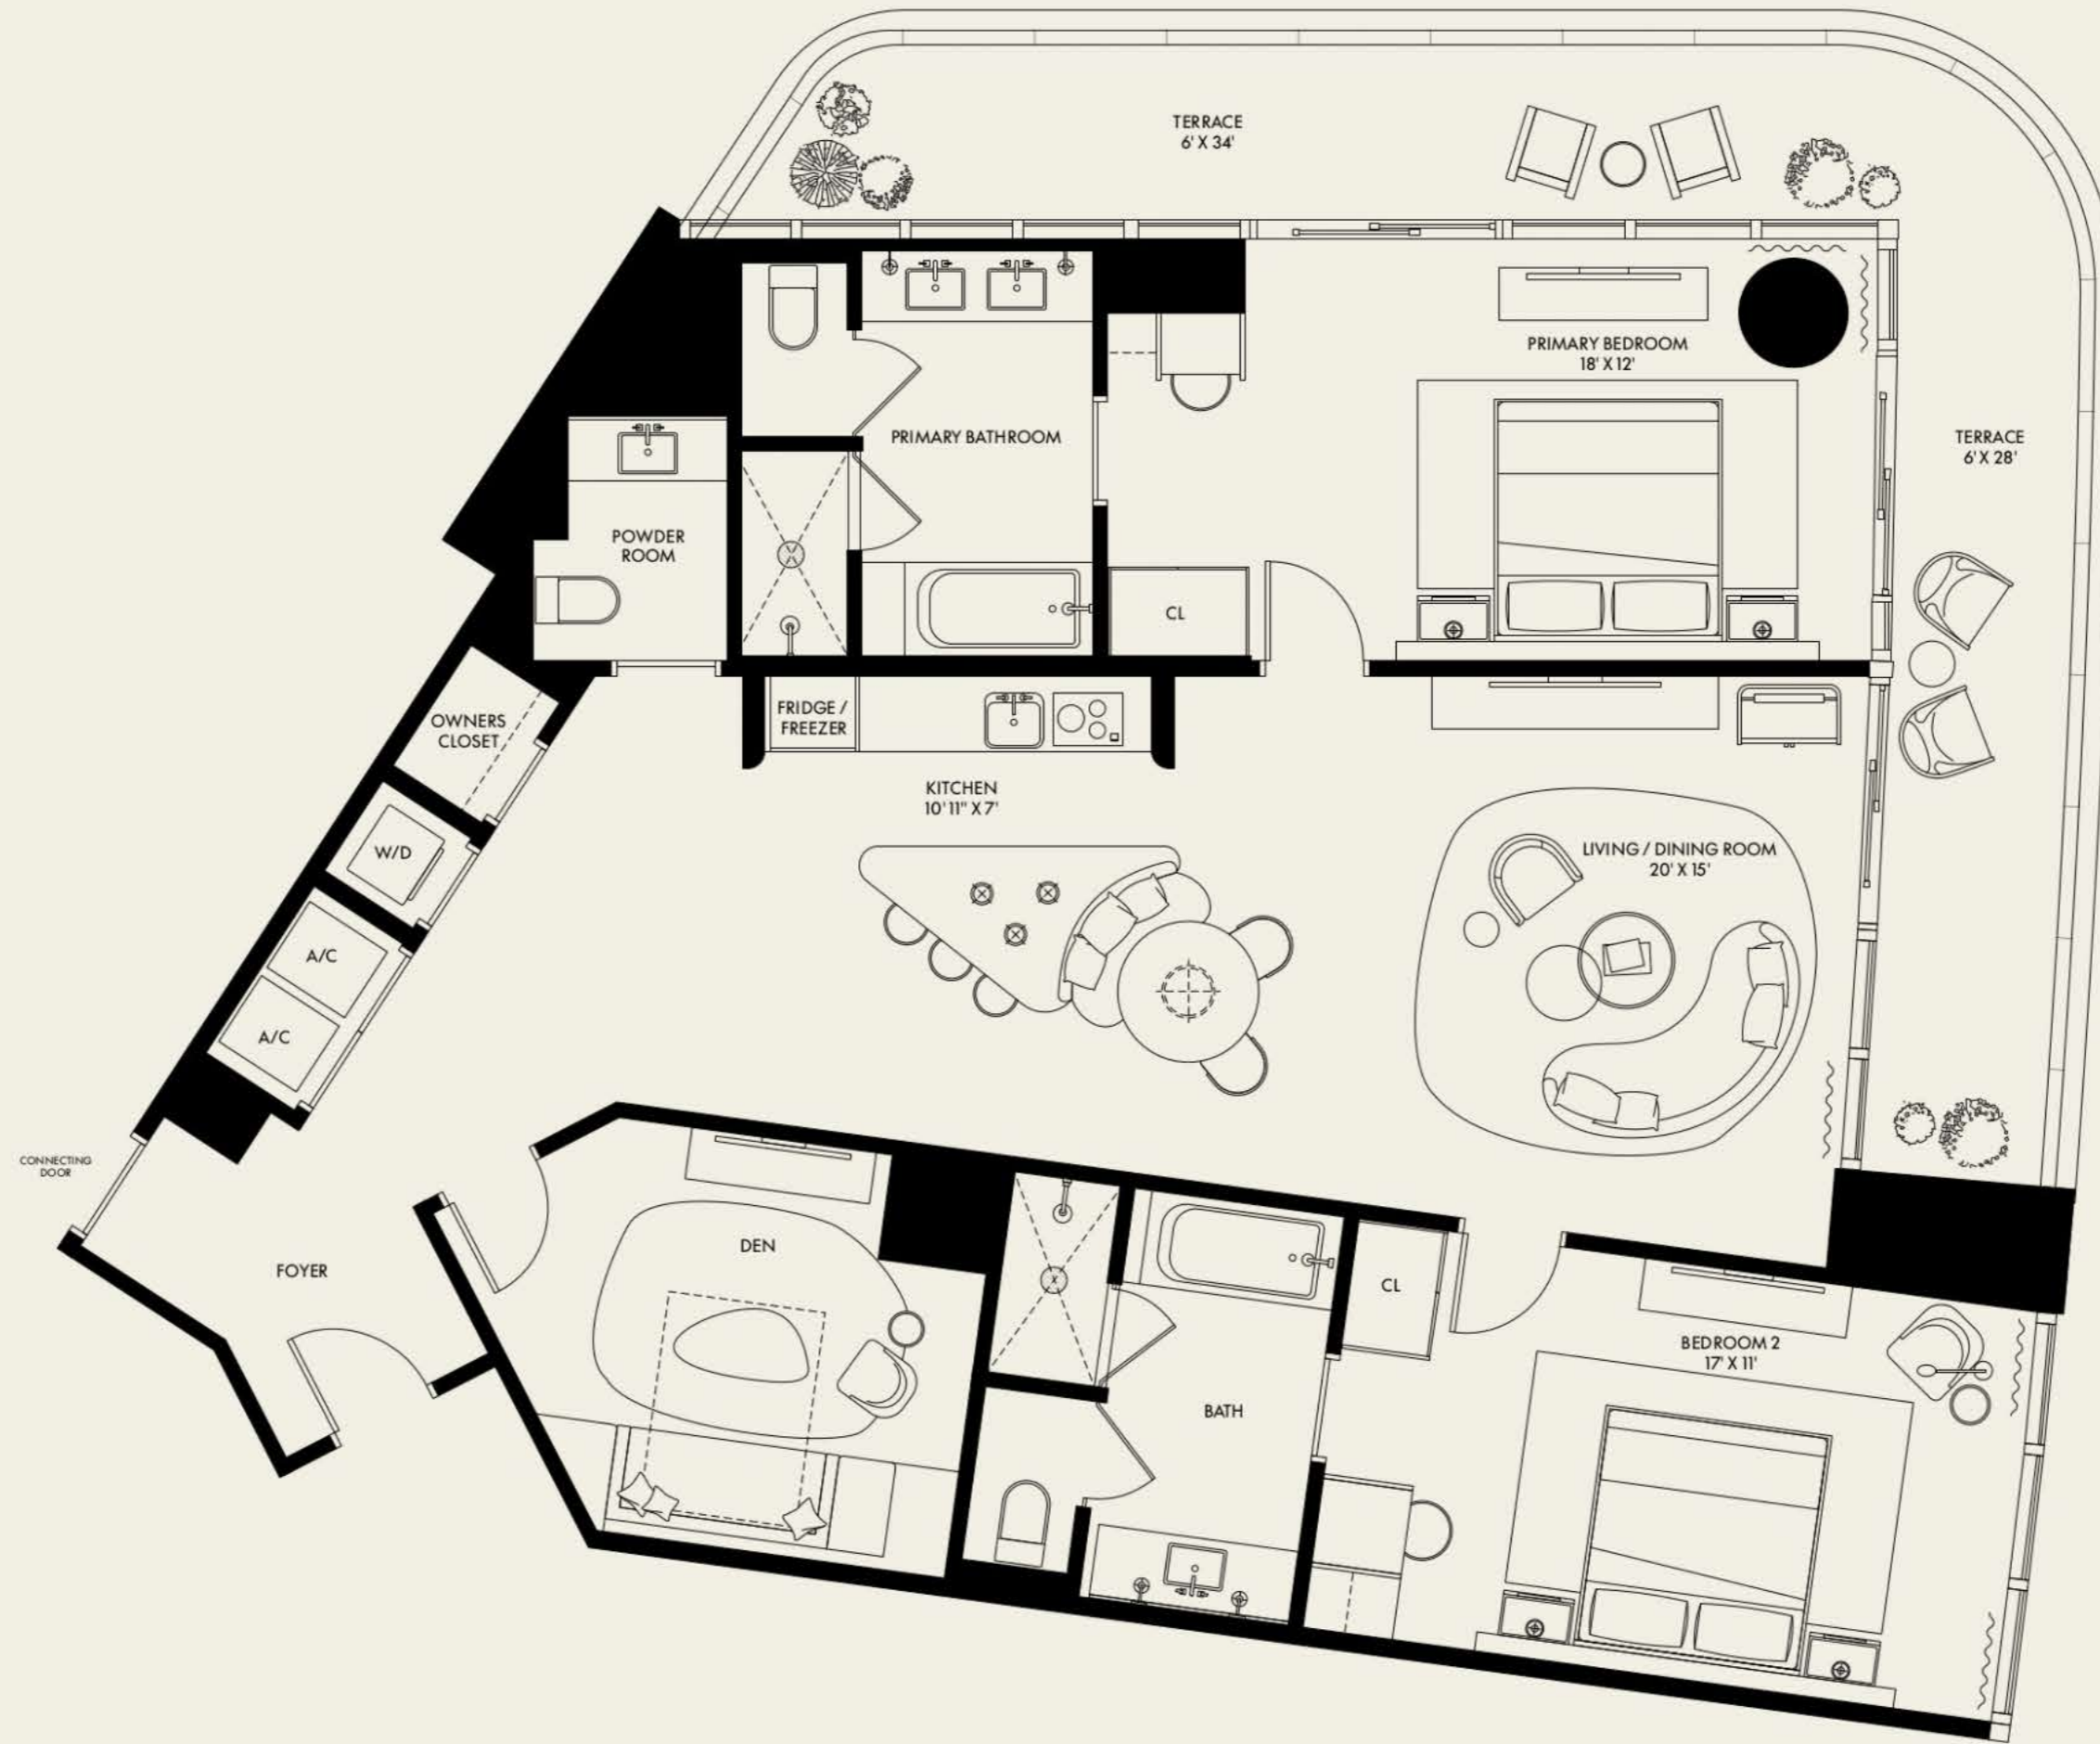 TERRACE
6' X 34'
PRIMARY BEDROOM
18' X 12'
PRIMARY BATHROOM
TERRACE
6' X 28'
POWDER
ROOM
CL
OWNERS
CLOSET
FRIDGE /
FREEZER
KITCHEN
10'11" X 7'
W/D
LIVING / DINING ROOM
20' X 15'
A/C
A/C
CONNECTING
DOOR
FOYER
DEN
CL
BEDROOM 2
17' X 11'
BATH